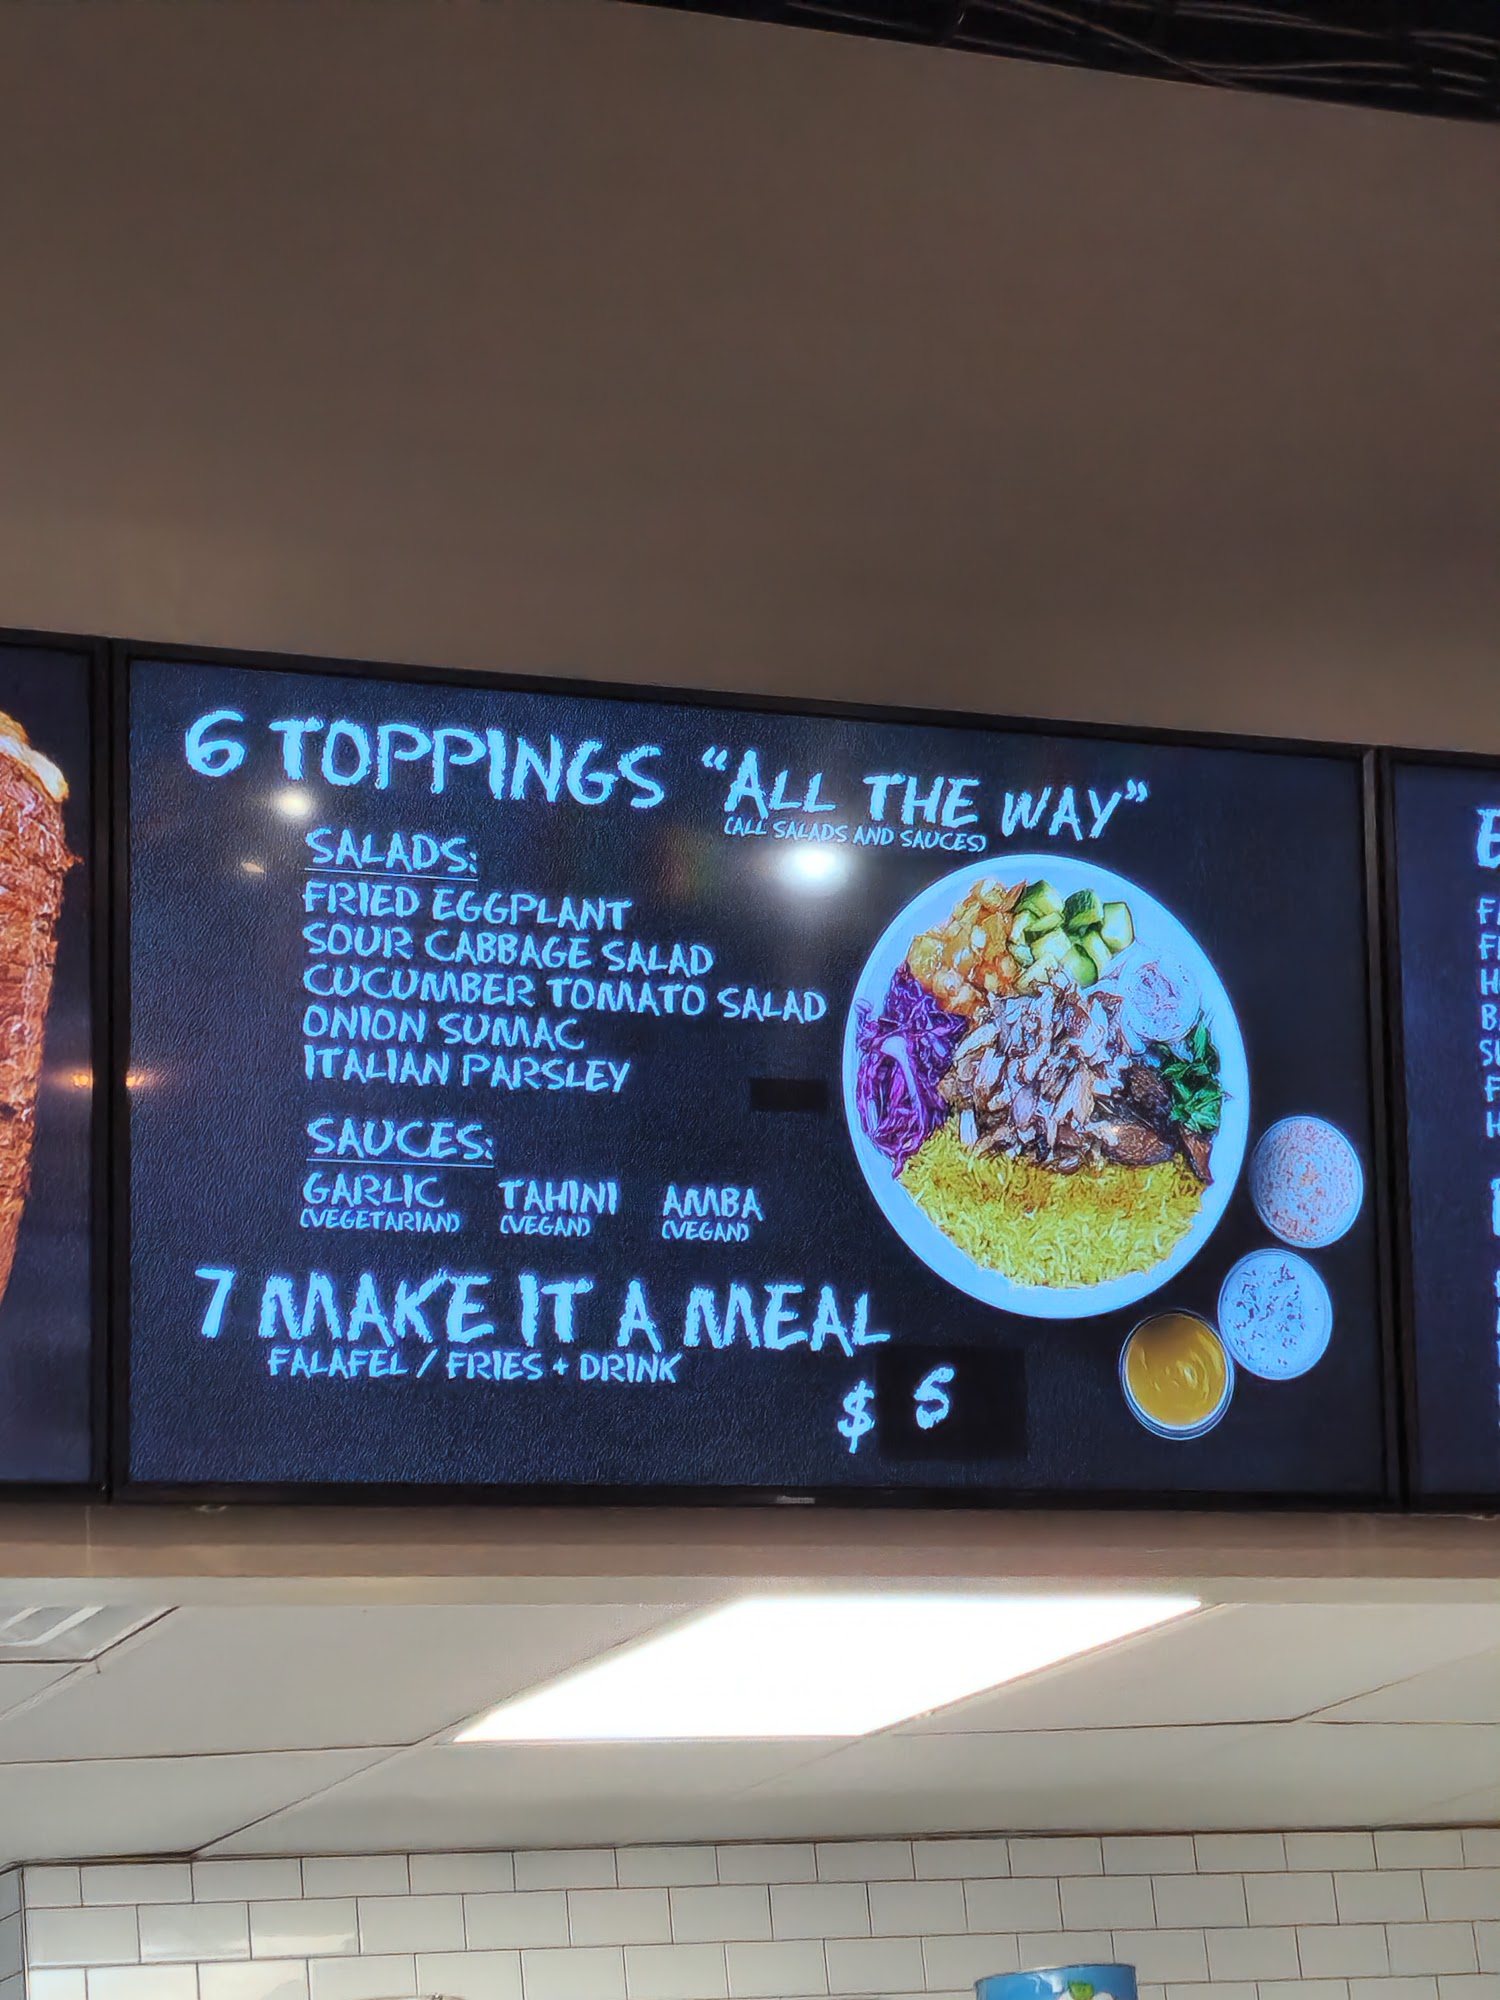 6 TOPPINGS "ALL THE WAY"
(ALL SALADS AND SAUCES)
SALADS:
FRIED EGGPLANT
SOUR CABBAGE SALAD
CUCUMBER TOMATO SALAD
ONION SUMAC
ITALIAN PARSLEY
SAUCES:
GARLIC TAHINI AMBA
(VEGETARIAN) (VEGAN) (VEGAN)
7 MAKE IT A MEAL
FALAFEL / FRIES + DRINK
$ 5